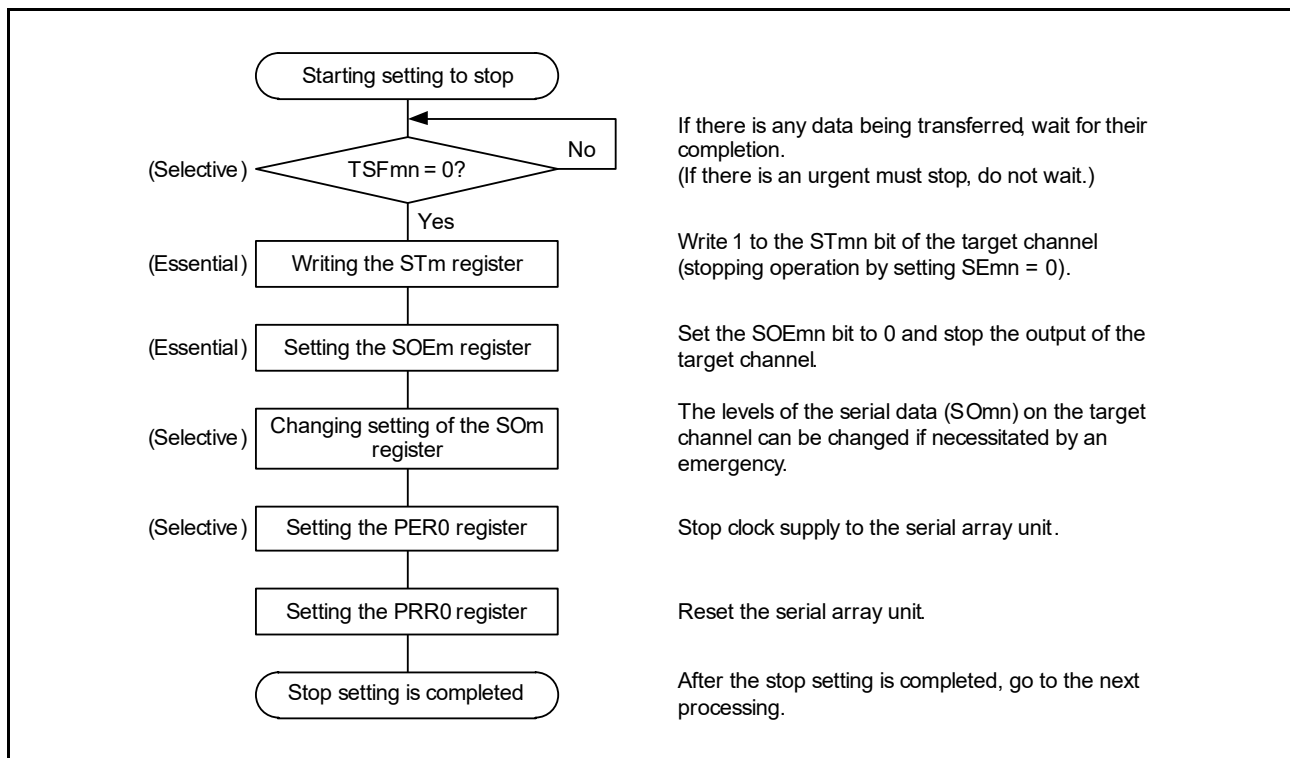 Starting setting to stop
No
If there is any data being transferred, wait for their
completion.
(If there is an urgent must stop, do not wait.)
(Selective)
TSFmn = 0?
Yes
(Essential)
Writing the STm register
Write 1 to the STmn bit of the target channel
(stopping operation by setting SEmn = 0).
(Essential)
Setting the SOEm register
Set the SOEmn bit to 0 and stop the output of the
target channel.
(Selective)
Changing setting of the SOm
register
The levels of the serial data (SOmn) on the target
channel can be changed if necessitated by an
emergency.
(Selective)
Setting the PER0 register
Stop clock supply to the serial array unit.
Setting the PRR0 register
Reset the serial array unit.
Stop setting is completed
After the stop setting is completed, go to the next
processing.